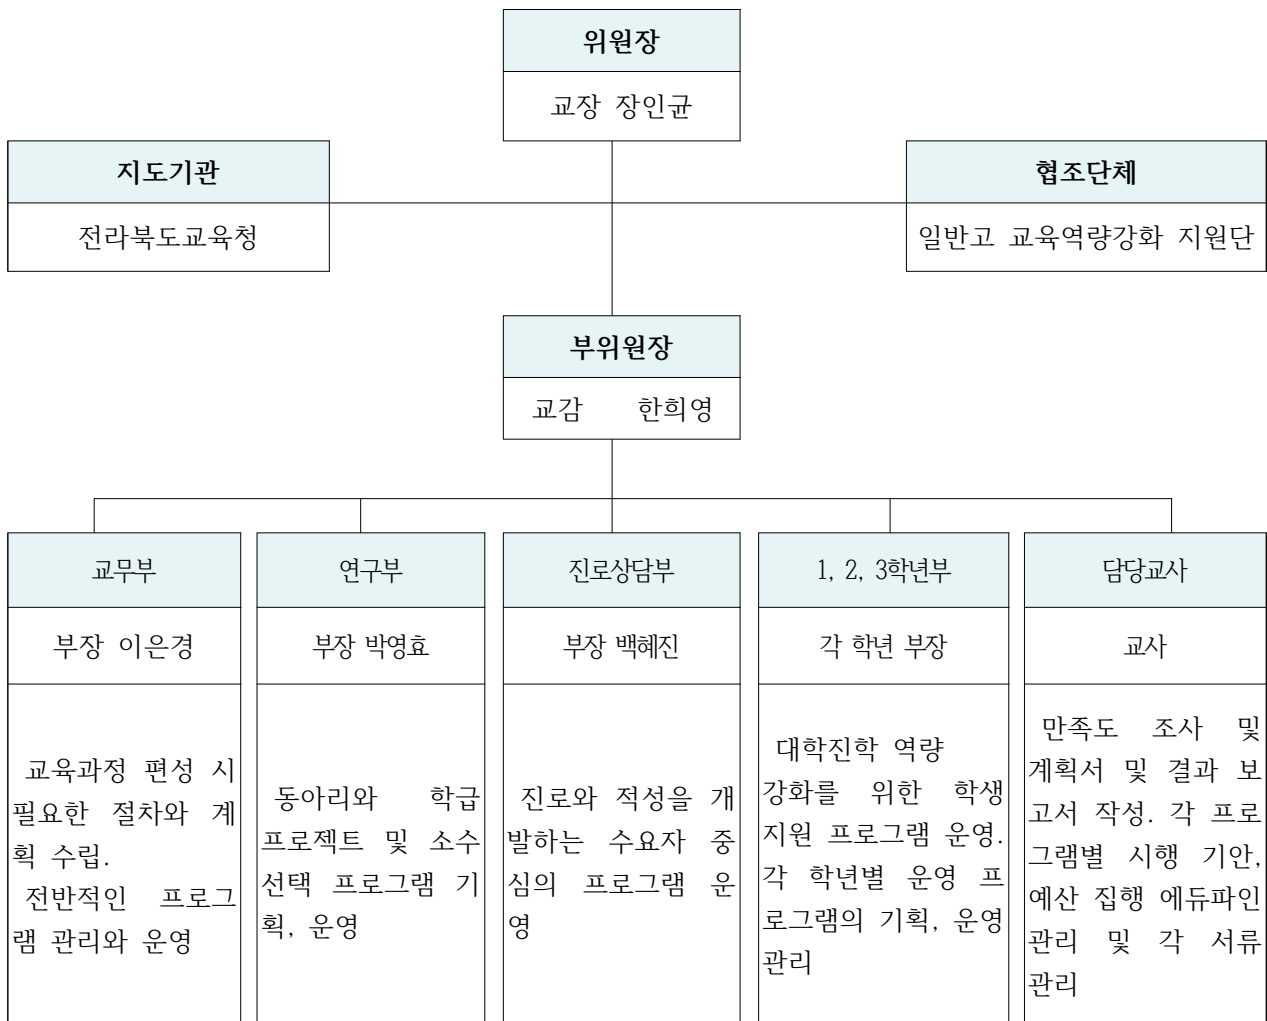 위원장
교장 장인균
지도기관
전라북도교육청
협조단체
일반고 교육역량강화 지원단
부위원장
교감 한희영
교무부
부장 이은경
교육과정 편성 시
필요한 절차와 계
획 수립.
전반적인 프로그
램 관리와 운영
연구부
부장 박영효
동아리와 학급
프로젝트 및 소수
선택 프로그램 기
획, 운영
진로상담부
부장 백혜진
진로와 적성을 개
발하는 수요자 중
심의 프로그램 운
영
1, 2, 3학년부
각 학년 부장
대학진학 역량
강화를 위한 학생
지원 프로그램 운영.
각 학년별 운영 프
로그램의 기획, 운영
관리
담당교사
교사
만족도 조사 및
계획서 및 결과 보
고서 작성. 각 프로
그램별 시행 기안,
예산 집행 에듀파인
관리 및 각 서류
관리